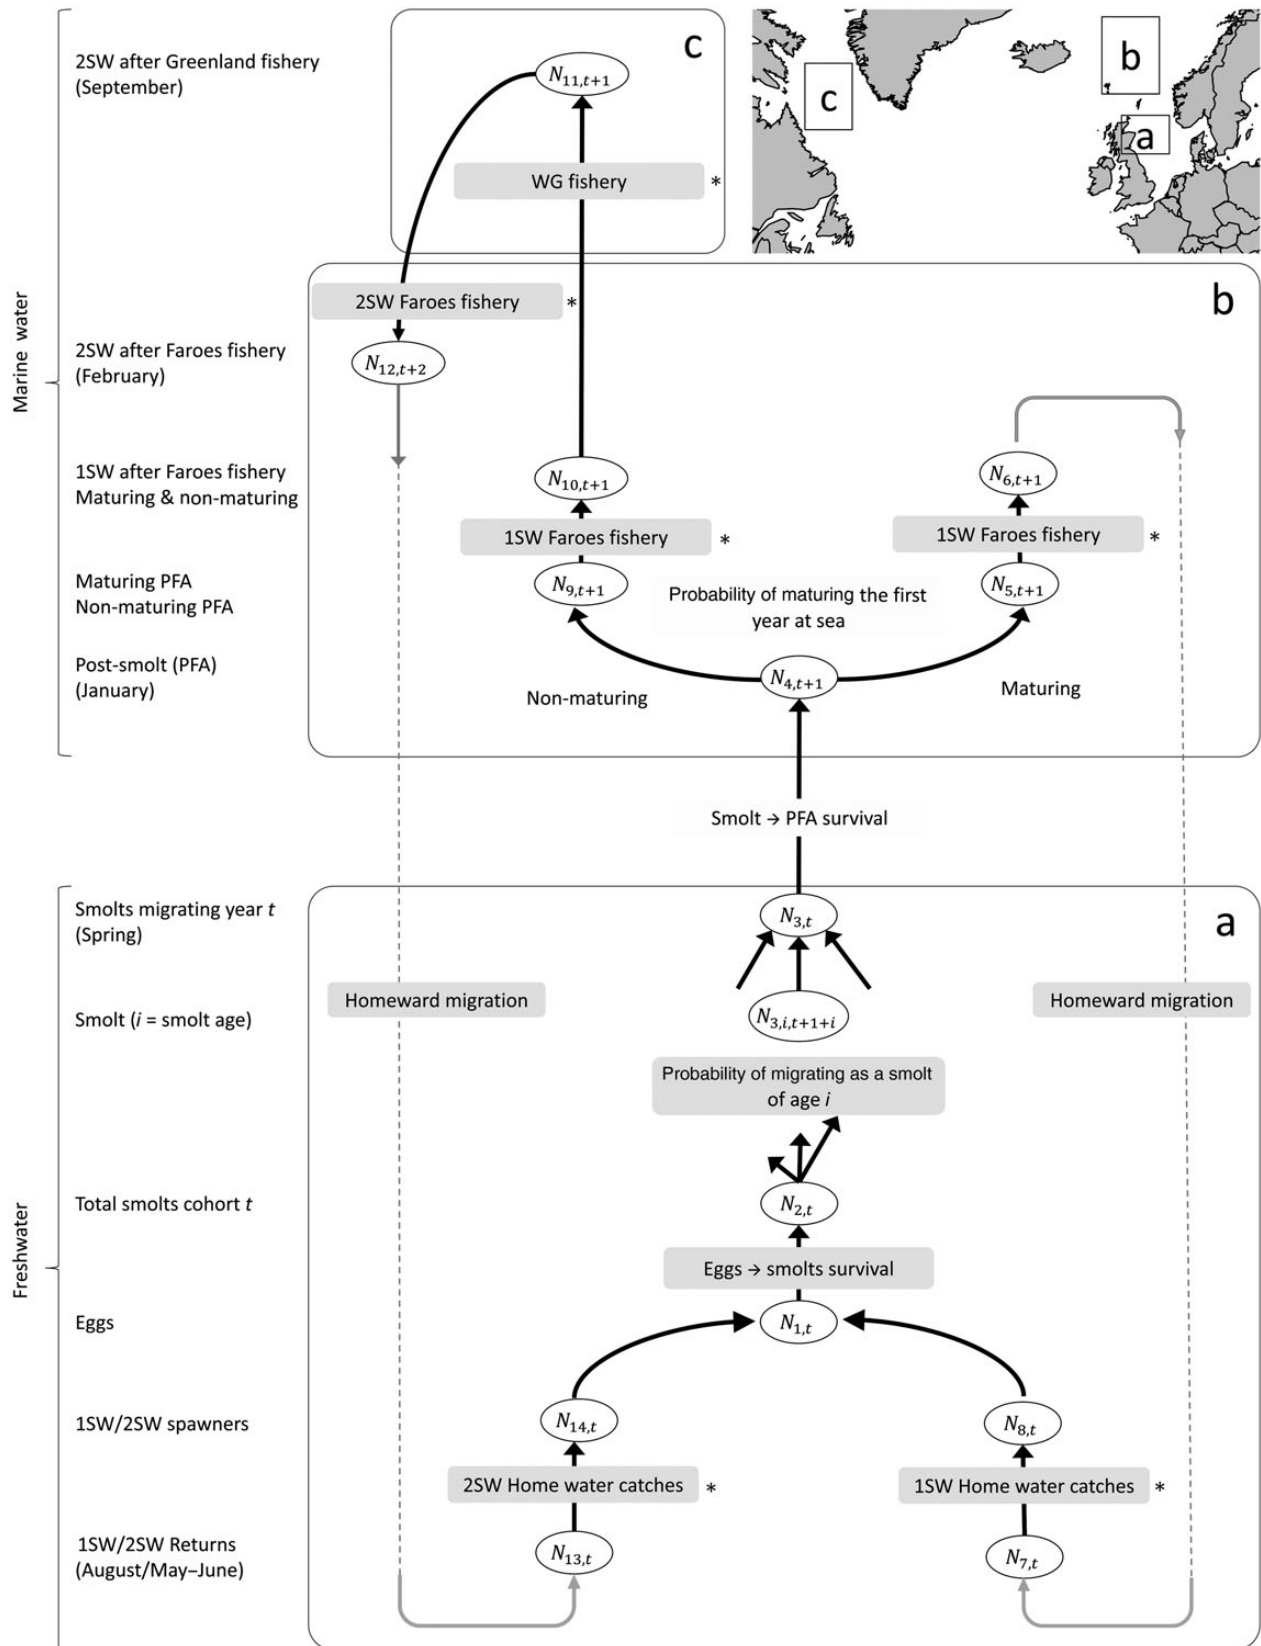 2SW after Greenland fishery
(September)
N11,t+1
c
WG fishery
*
b
c
a
Marine water
2SW Faroes fishery
*
b
2SW after Faroes fishery
(February)
N12,t+2
1SW after Faroes fishery
Maturing & non-maturing
N10,t+1
N6,t+1
1SW Faroes fishery
*
1SW Faroes fishery
*
Maturing PFA
Non-maturing PFA
N9,t+1
Probability of maturing the first
year at sea
N5,t+1
Post-smolt (PFA)
(January)
N4,t+1
Non-maturing
Maturing
Smolt → PFA survival
Freshwater
Smolts migrating year t
(Spring)
N3,t
a
Homeward migration
Homeward migration
Smolt (i = smolt age)
N3,i,t+1+i
Probability of migrating as a smolt
of age i
Total smolts cohort t
N2,t
Eggs → smolts survival
Eggs
N1,t
1SW/2SW spawners
N14,t
N8,t
2SW Home water catches
*
1SW Home water catches
*
1SW/2SW Returns
(August/May–June)
N13,t
N7,t